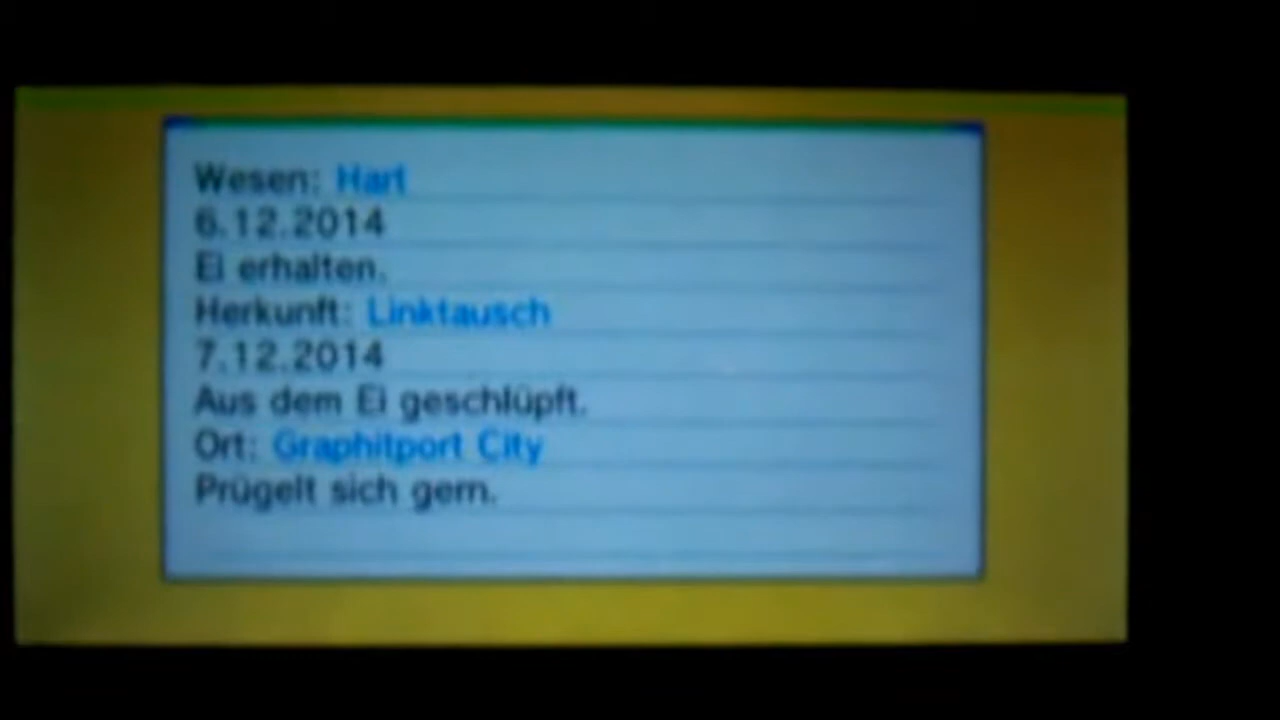 Wesen: Hart
6.12.2014
Ei erhalten.
Herkunft: Linktausch
7.12.2014
Aus dem Ei geschlüpft.
Ort: Graphitport City
Prügelt sich gern.